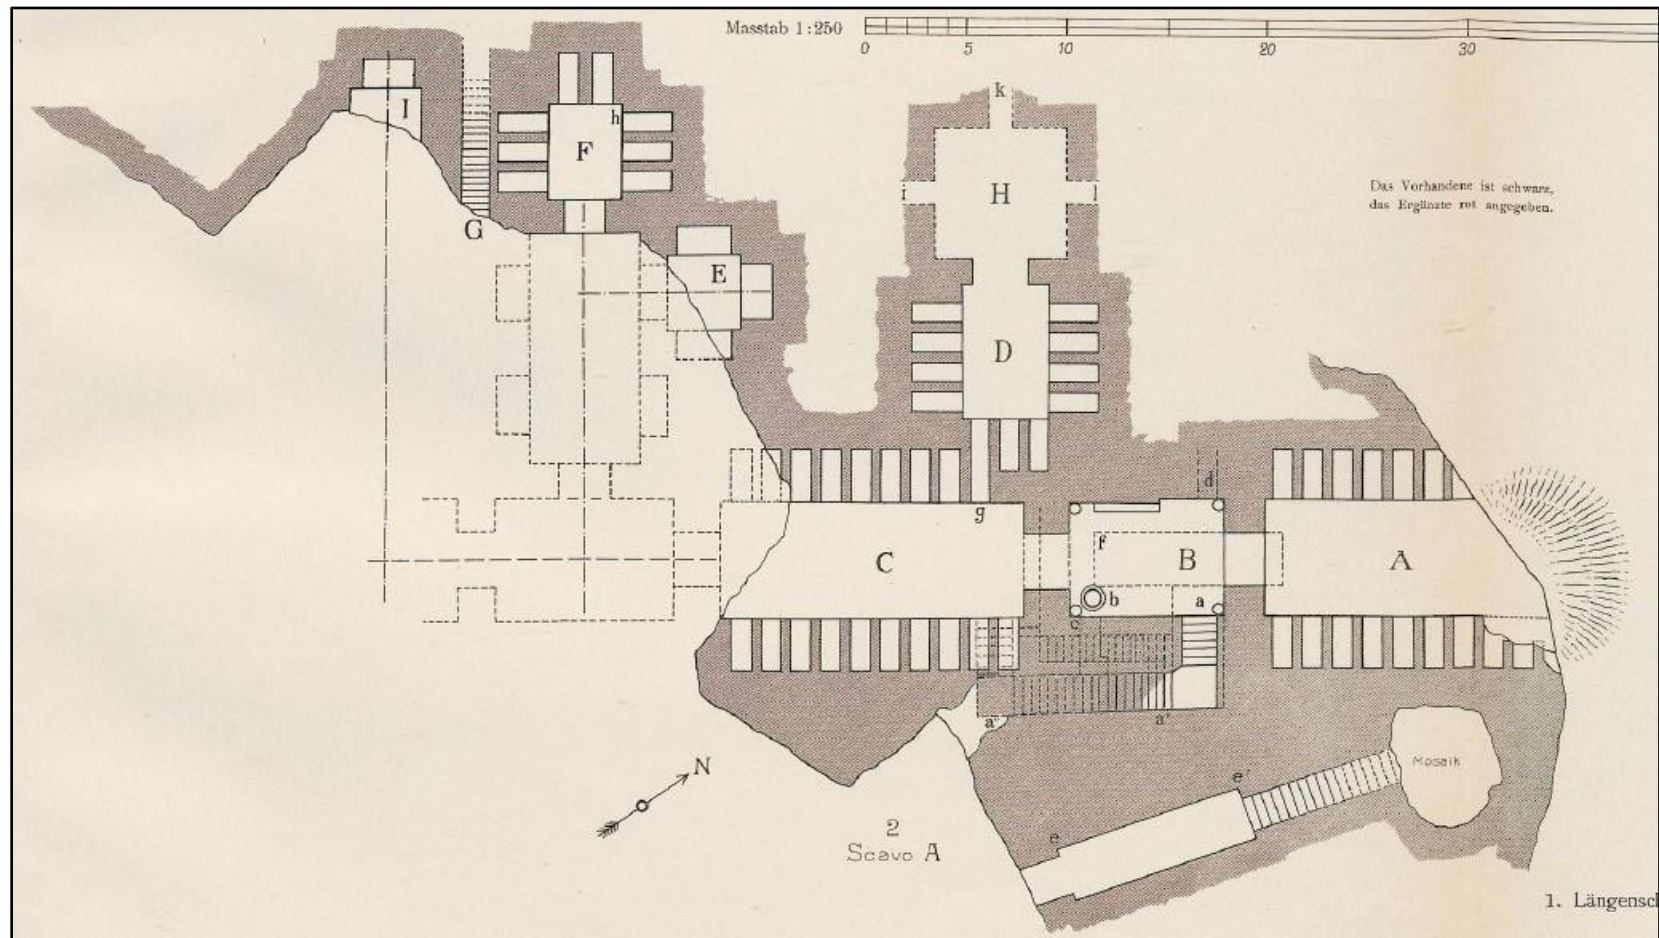 Masstab 1:250
0 5 10 20 30
k
I
h
F
i H l
Das Vorhandene ist schwarz,
das Ergänzte rot angegeben.
G
E
D
d
g
f
C B A
b a
c
a" a'
N
e'
Mosaik
2
Scavo A
e
1. Längensch